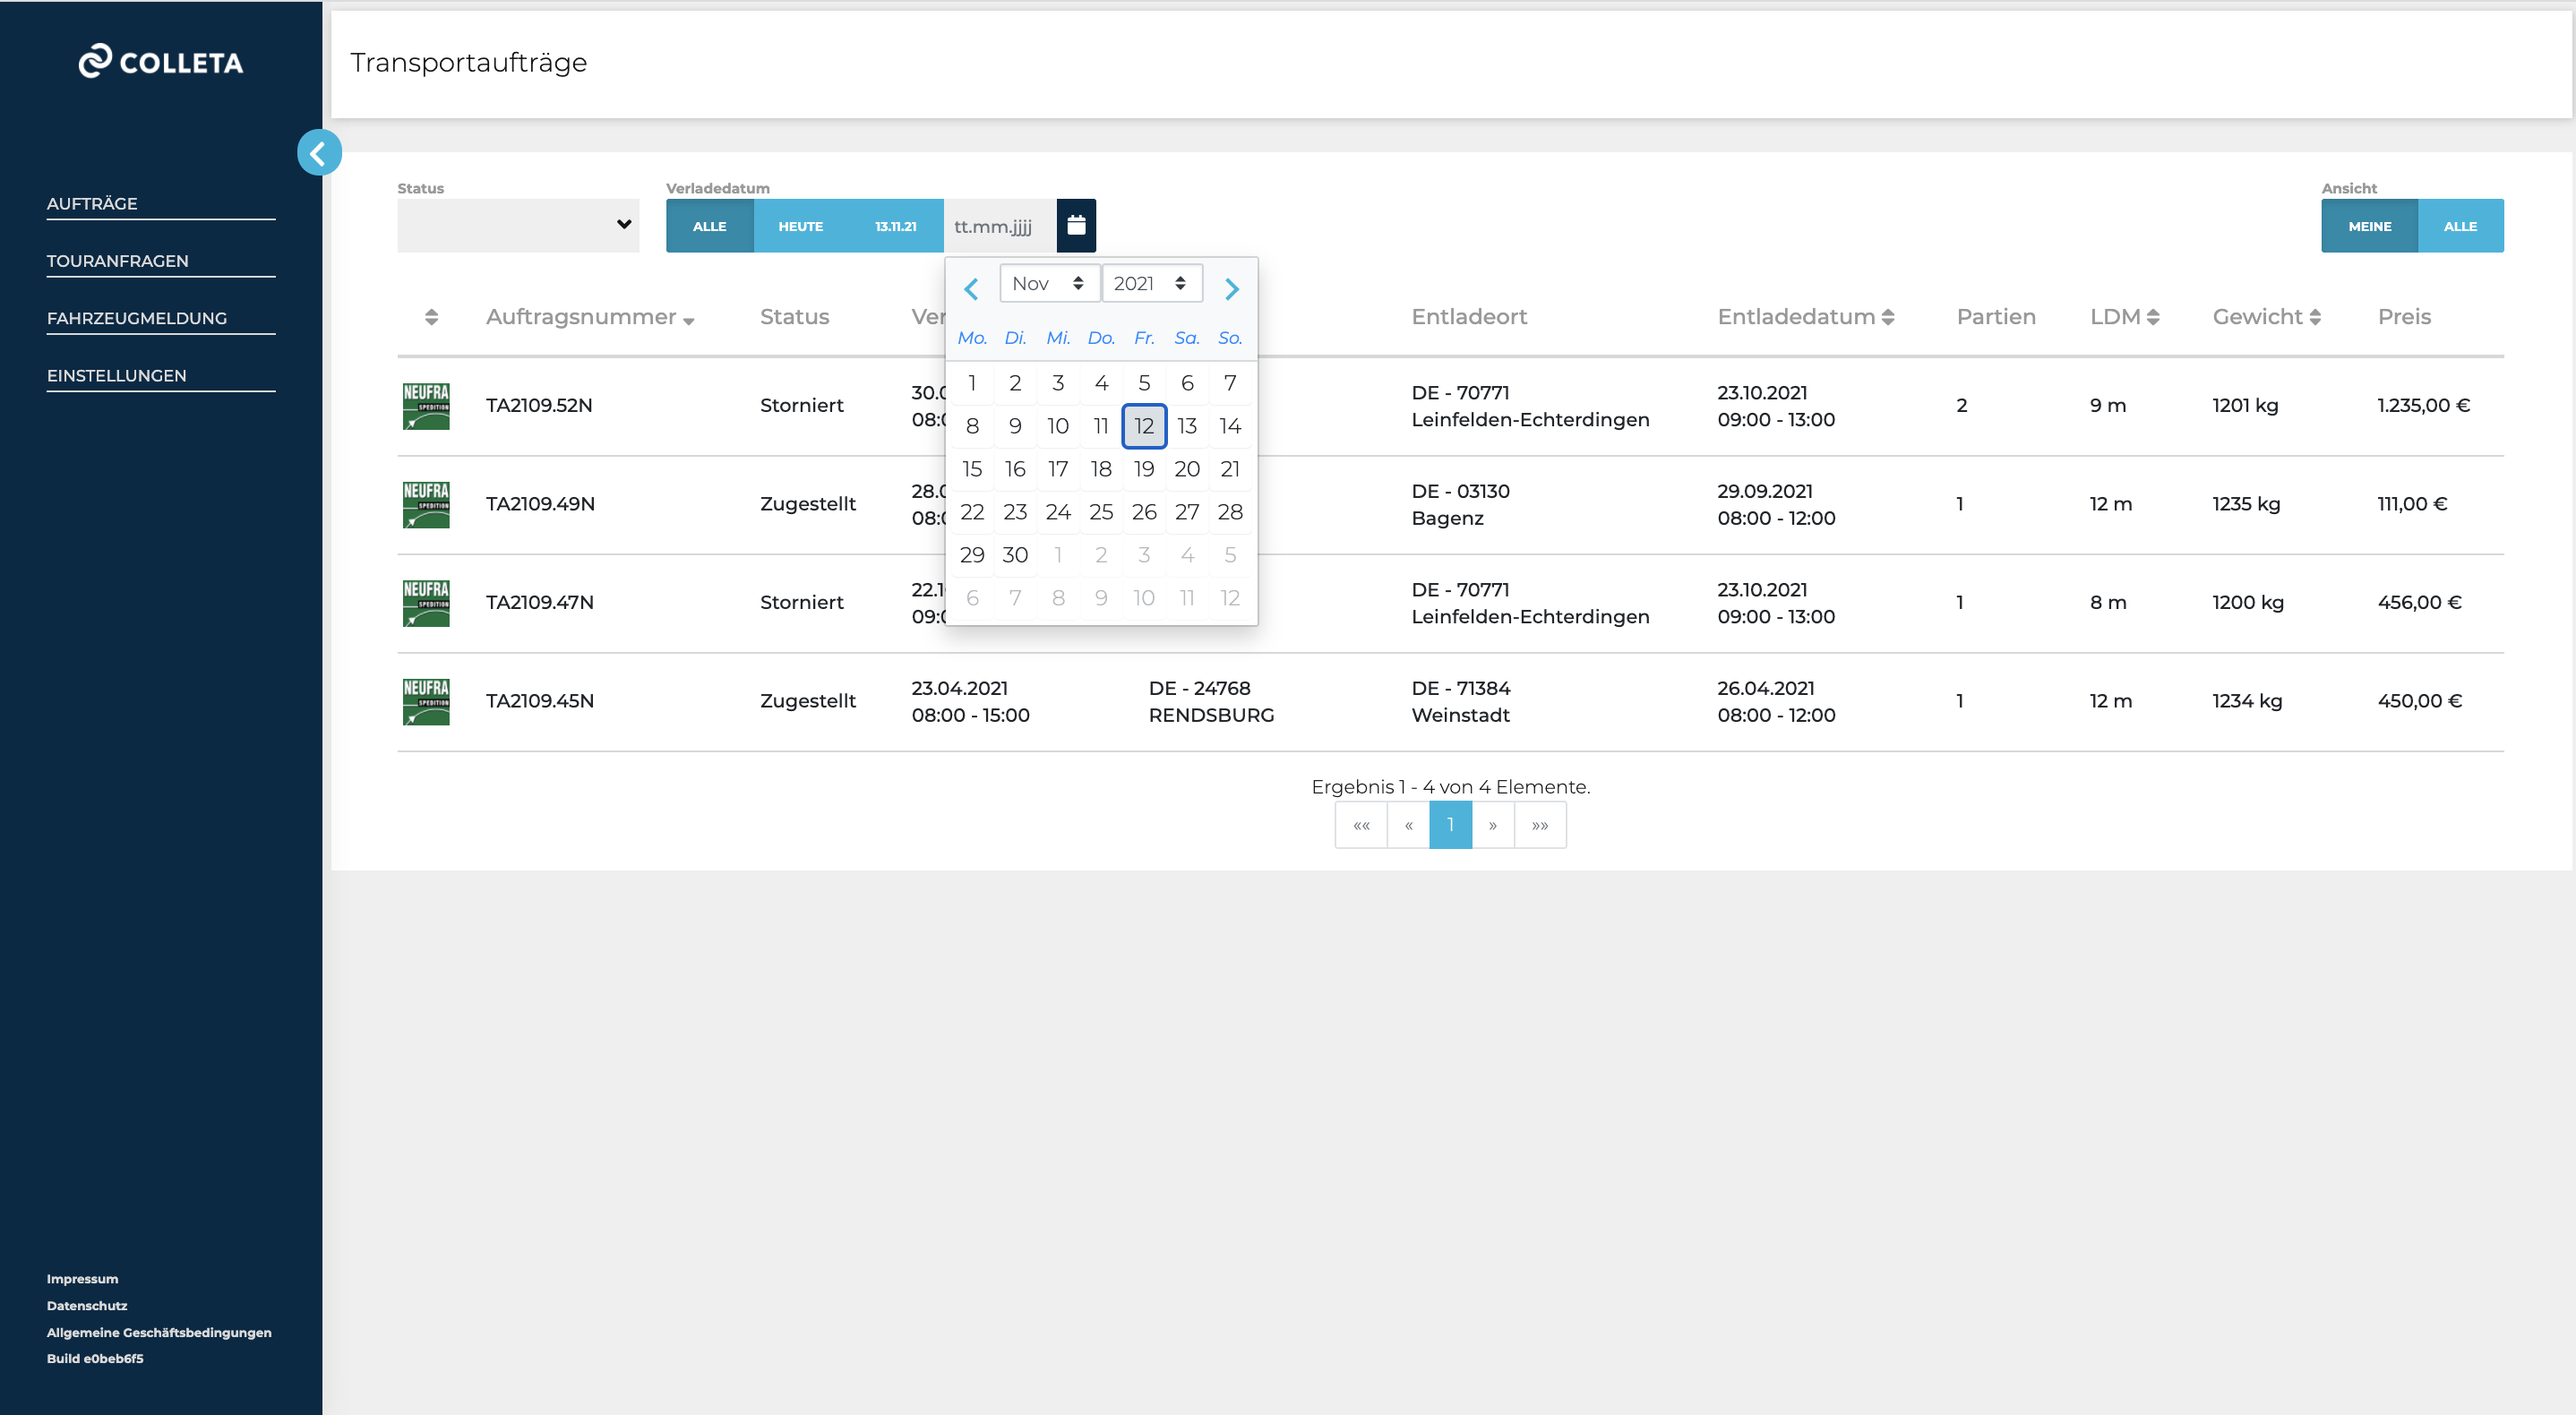 COLLETA
Transportaufträge
AUFTRÄGE
TOURANFRAGEN
FAHRZEUGMELDUNG
EINSTELLUNGEN
Status
Verladedatum
Ansicht
ALLE HEUTE 13.11.21 tt.mm.jjjj
MEINE ALLE
Nov 2021
Mo. Di. Mi. Do. Fr. Sa. So.
1 2 3 4 5 6 7
8 9 10 11 12 13 14
15 16 17 18 19 20 21
22 23 24 25 26 27 28
29 30 1 2 3 4 5
6 7 8 9 10 11 12
Auftragsnummer Status Ver Entladeort Entladedatum Partien LDM Gewicht Preis
NEUFRA
SPEDITION
TA2109.52N Storniert
30.0
08:0
DE - 70771
Leinfelden-Echterdingen
23.10.2021
09:00 - 13:00
2 9 m 1201 kg 1.235,00 €
NEUFRA
SPEDITION
TA2109.49N Zugestellt
28.0
08:0
DE - 03130
Bagenz
29.09.2021
08:00 - 12:00
1 12 m 1235 kg 111,00 €
NEUFRA
SPEDITION
TA2109.47N Storniert
22.1
09:0
DE - 70771
Leinfelden-Echterdingen
23.10.2021
09:00 - 13:00
1 8 m 1200 kg 456,00 €
NEUFRA
SPEDITION
TA2109.45N Zugestellt
23.04.2021
08:00 - 15:00
DE - 24768
RENDSBURG
DE - 71384
Weinstadt
26.04.2021
08:00 - 12:00
1 12 m 1234 kg 450,00 €
Ergebnis 1 - 4 von 4 Elemente.
«« « 1 » »»
Impressum
Datenschutz
Allgemeine Geschäftsbedingungen
Build e0beb6f5